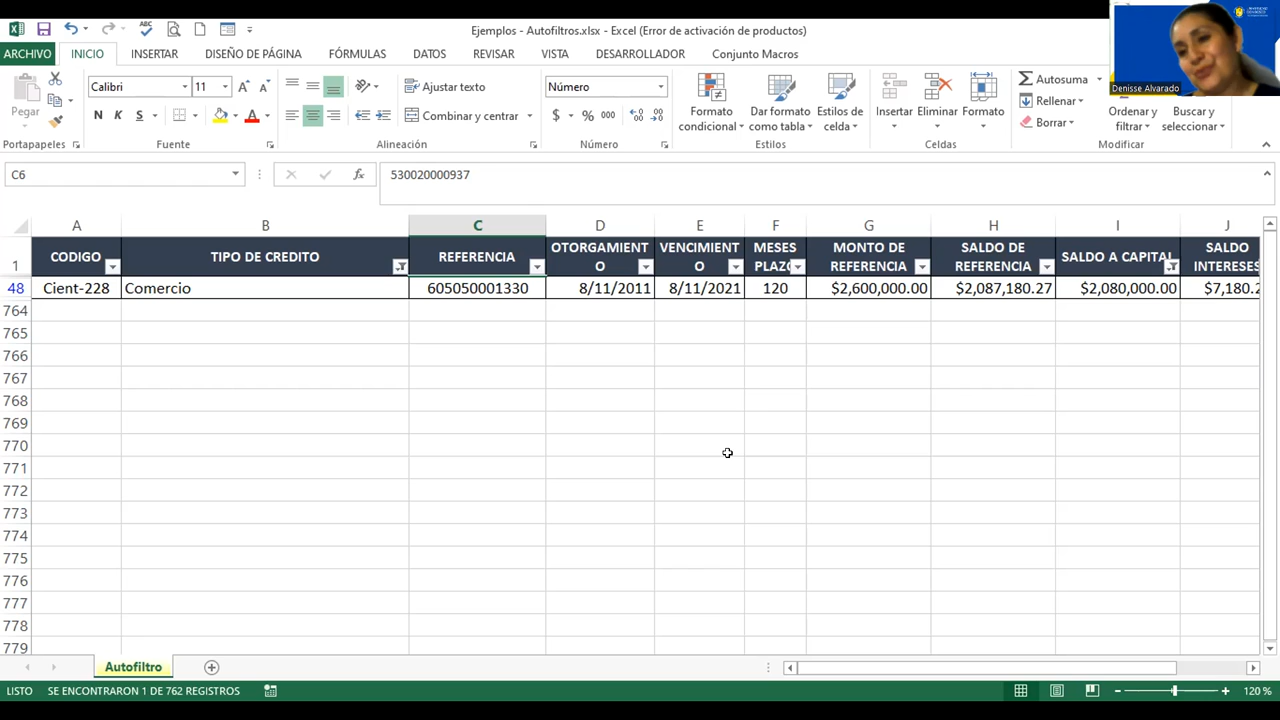 Ejemplos - Autofiltros.xlsx - Excel (Error de activación de productos)
ARCHIVO INICIO INSERTAR DISEÑO DE PÁGINA FÓRMULAS DATOS REVISAR VISTA DESARROLLADOR Conjunto Macros
Denisse Alvarado
Pegar
Calibri 11
N K S
Ajustar texto
Combinar y centrar
Número
$ % 000
Formato condicional
Dar formato como tabla
Estilos de celda
Insertar Eliminar Formato
Autosuma
Rellenar
Borrar
Ordenar y filtrar
Buscar y seleccionar
Portapapeles Fuente Alineación Número Estilos Celdas Modificar
C6 fx 530020000937
A B C D E F G H I J
1 CODIGO TIPO DE CREDITO REFERENCIA OTORGAMIENTO VENCIMIENTO MESES PLAZO MONTO DE REFERENCIA SALDO DE REFERENCIA SALDO A CAPITAL SALDO INTERESES
48 Cient-228 Comercio 605050001330 8/11/2011 8/11/2021 120 $2,600,000.00 $2,087,180.27 $2,080,000.00 $7,180.2
764
765
766
767
768
769
770
771
772
773
774
775
776
777
778
779
Autofiltro
LISTO SE ENCONTRARON 1 DE 762 REGISTROS 120 %